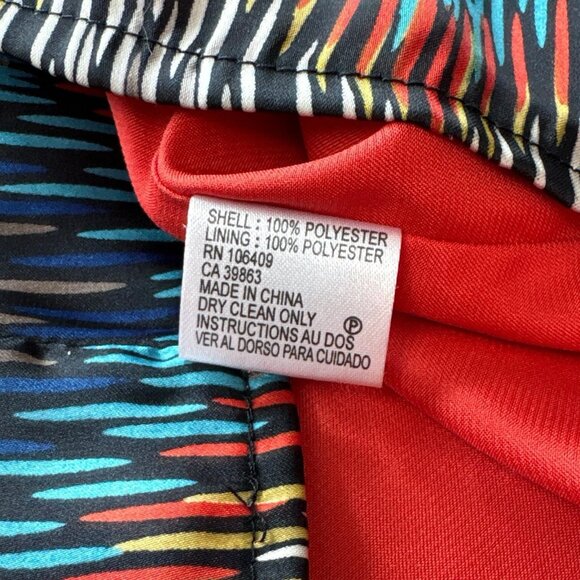 SHELL : 100% POLYESTER
LINING : 100% POLYESTER
RN 106409
CA 39863
MADE IN CHINA
DRY CLEAN ONLY
INSTRUCTIONS AU DOS
VER AL DORSO PARA CUIDADO
P